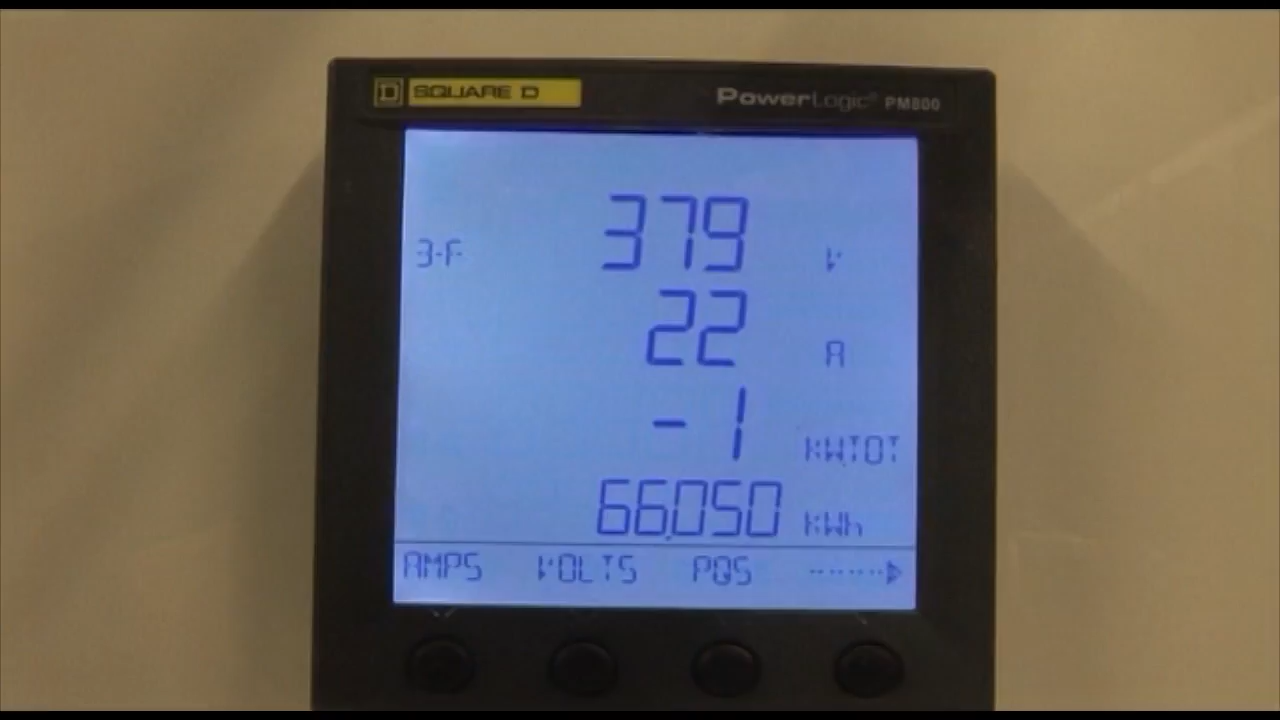 D SQUARE D PowerLogic® PM800
3-F 379 V
22 A
-1 KWTOT
66,050 KWh
AMPS VOLTS PQS